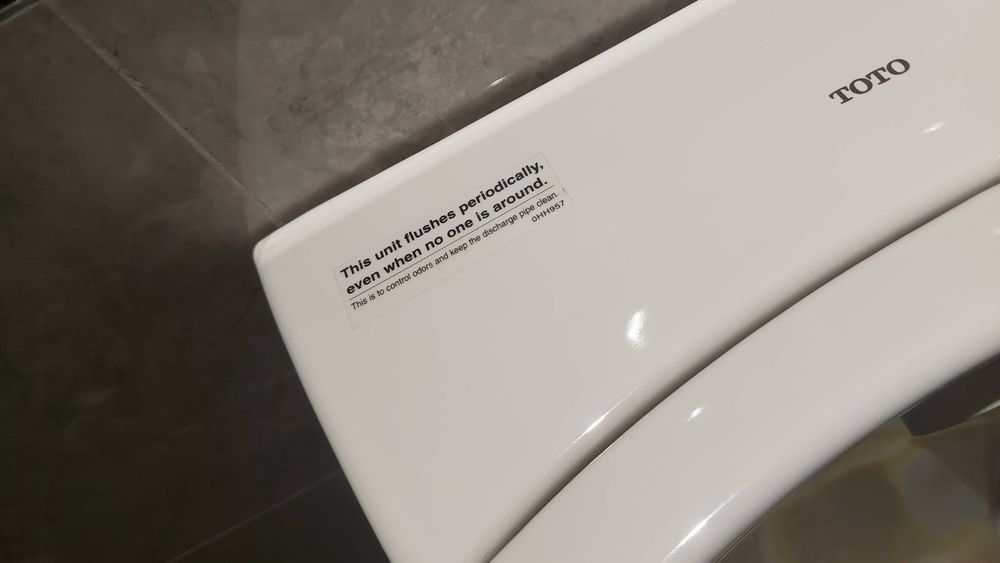 TOTO
This unit flushes periodically,
even when no one is around.
This is to control odors and keep the discharge pipe clean.
0HH957